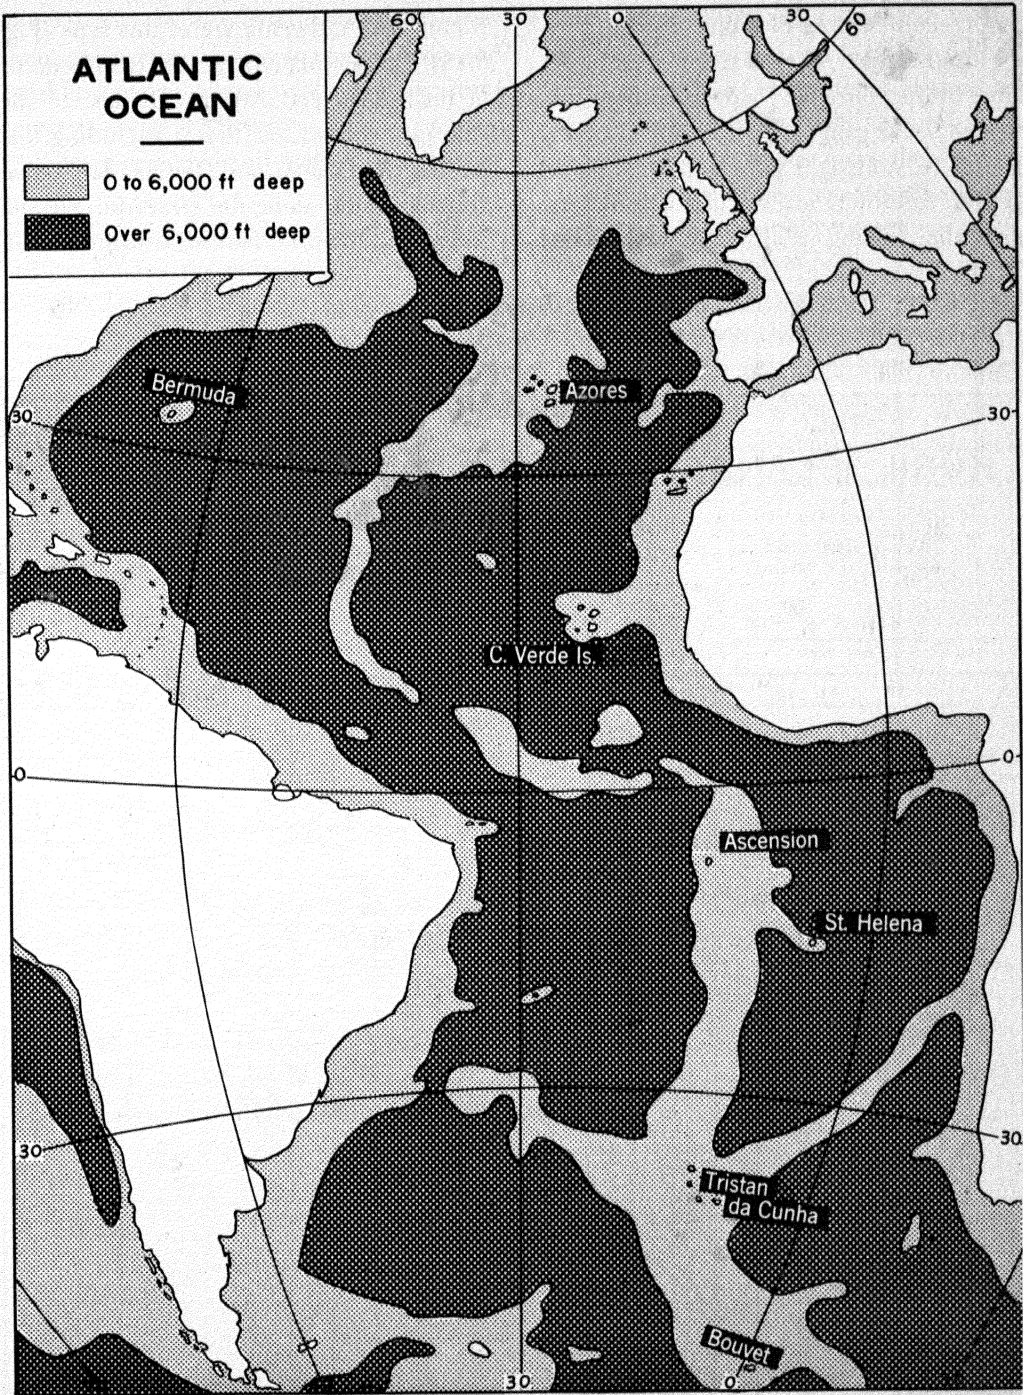 ATLANTIC
OCEAN
0 to 6,000 ft deep
Over 6,000 ft deep
60 30 0 30 60
Bermuda
Azores
30 30
C. Verde Is.
0 0
Ascension
St. Helena
30 30
Tristan
da Cunha
Bouvet
30 0